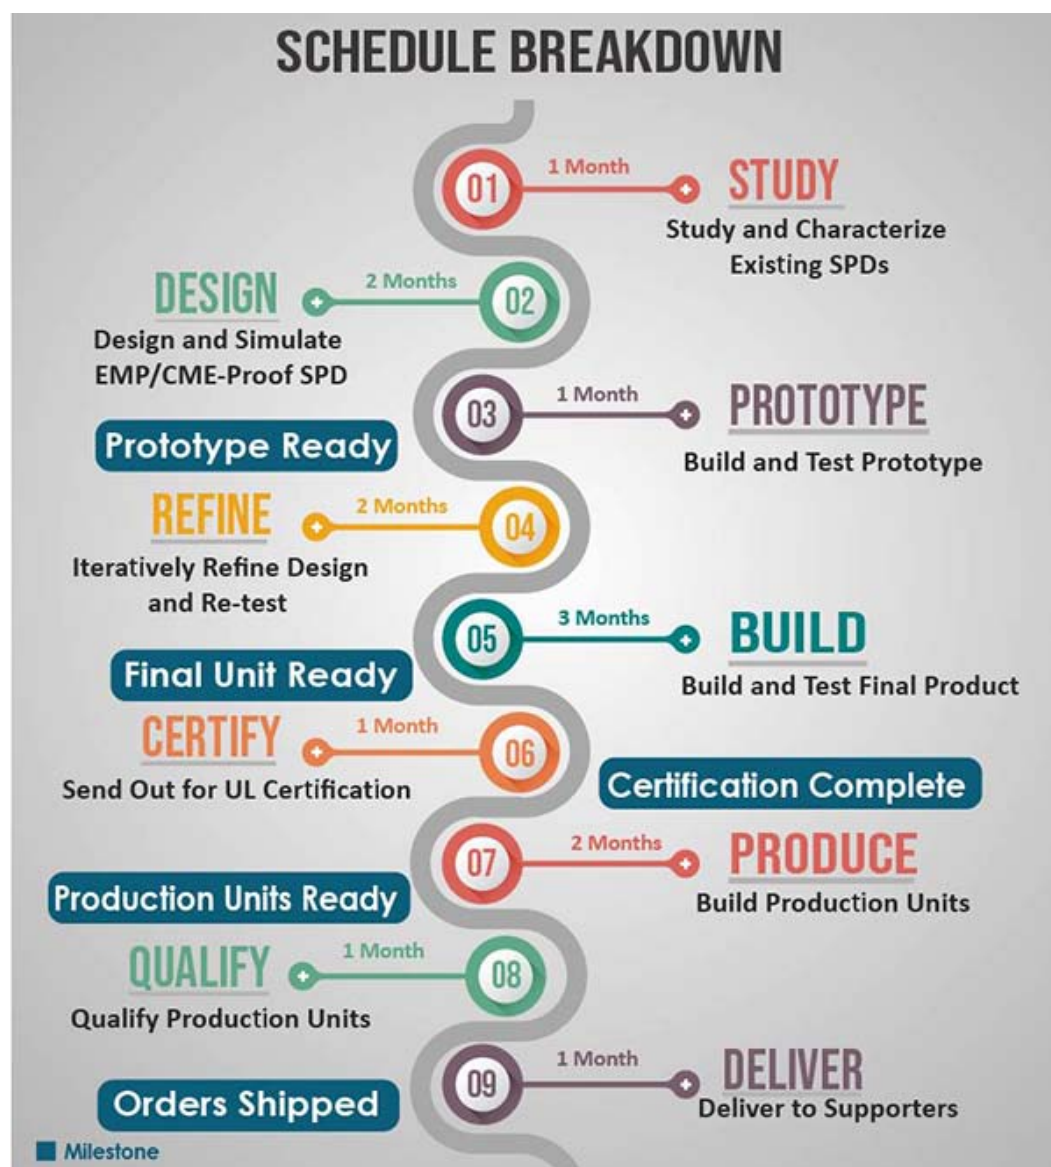 SCHEDULE BREAKDOWN
01
1 Month
STUDY
Study and Characterize
Existing SPDs
DESIGN
2 Months
02
Design and Simulate
EMP/CME-Proof SPD
03
1 Month
PROTOTYPE
Build and Test Prototype
Prototype Ready
REFINE
2 Months
04
Iteratively Refine Design
and Re-test
05
3 Months
BUILD
Build and Test Final Product
Final Unit Ready
CERTIFY
1 Month
06
Send Out for UL Certification
Certification Complete
07
2 Months
PRODUCE
Build Production Units
Production Units Ready
QUALIFY
1 Month
08
Qualify Production Units
09
1 Month
DELIVER
Deliver to Supporters
Orders Shipped
Milestone